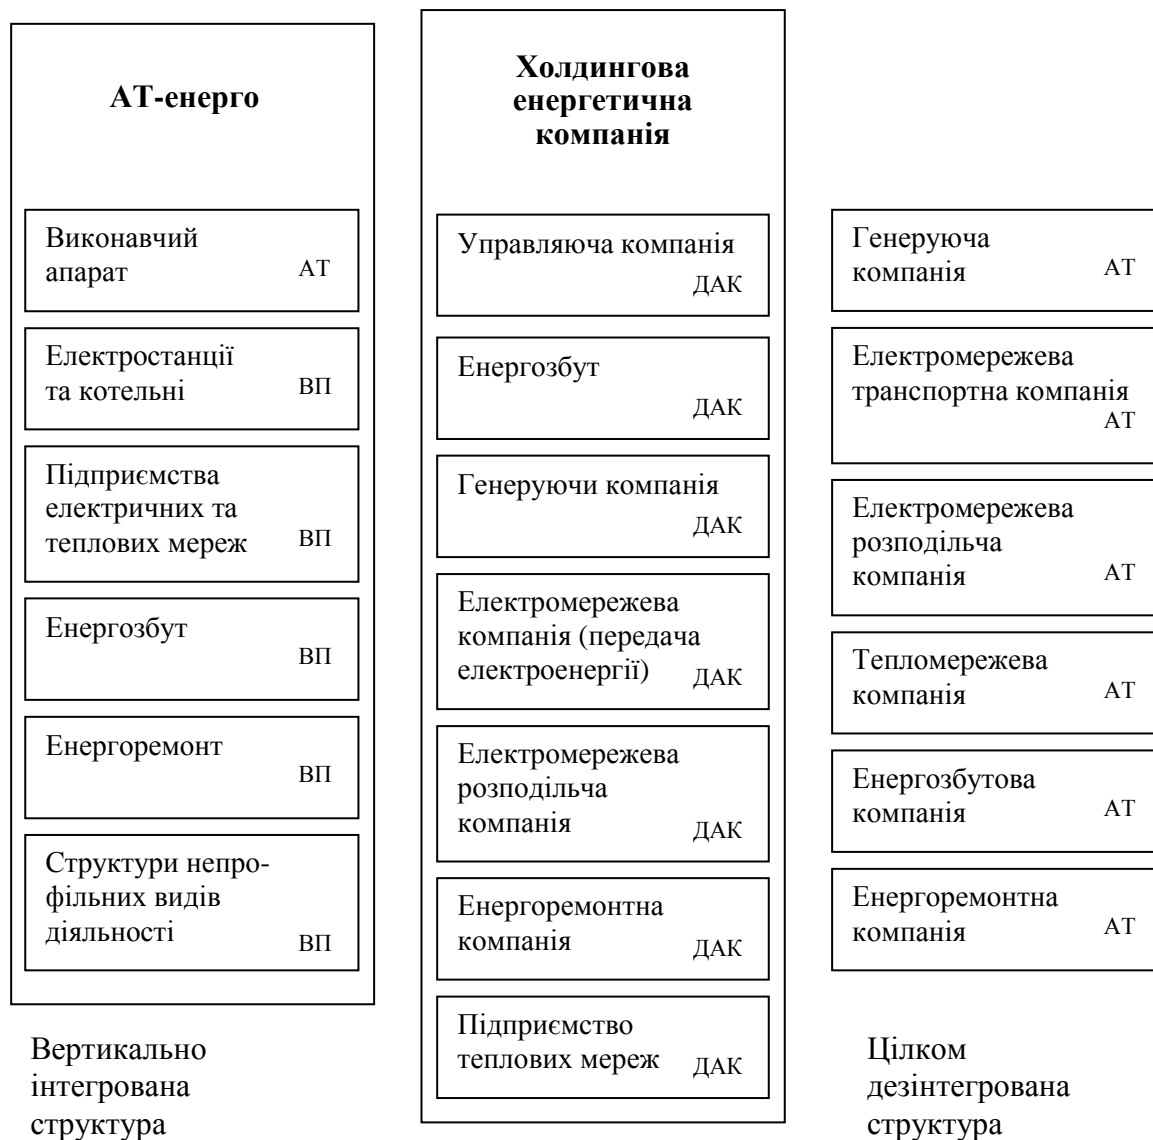 АТ-енерго
Виконавчий
апарат АТ
Електростанції
та котельні ВП
Підприємства
електричних та
теплових мереж ВП
Енергозбут
ВП
Енергоремонт
ВП
Структури непро-
фільних видів
діяльності ВП
Вертикально
інтегрована
структура
Холдингова
енергетична
компанія
Управляюча компанія
ДАК
Енергозбут
ДАК
Генеруючи компанія
ДАК
Електромережева
компанія (передача
електроенергії) ДАК
Електромережева
розподільча
компанія ДАК
Енергоремонтна
компанія ДАК
Підприємство
теплових мереж ДАК
Генеруюча
компанія АТ
Електромережева
транспортна компанія
АТ
Електромережева
розподільча
компанія АТ
Тепломережева
компанія АТ
Енергозбутова
компанія АТ
Енергоремонтна
компанія АТ
Цілком
дезінтегрована
структура